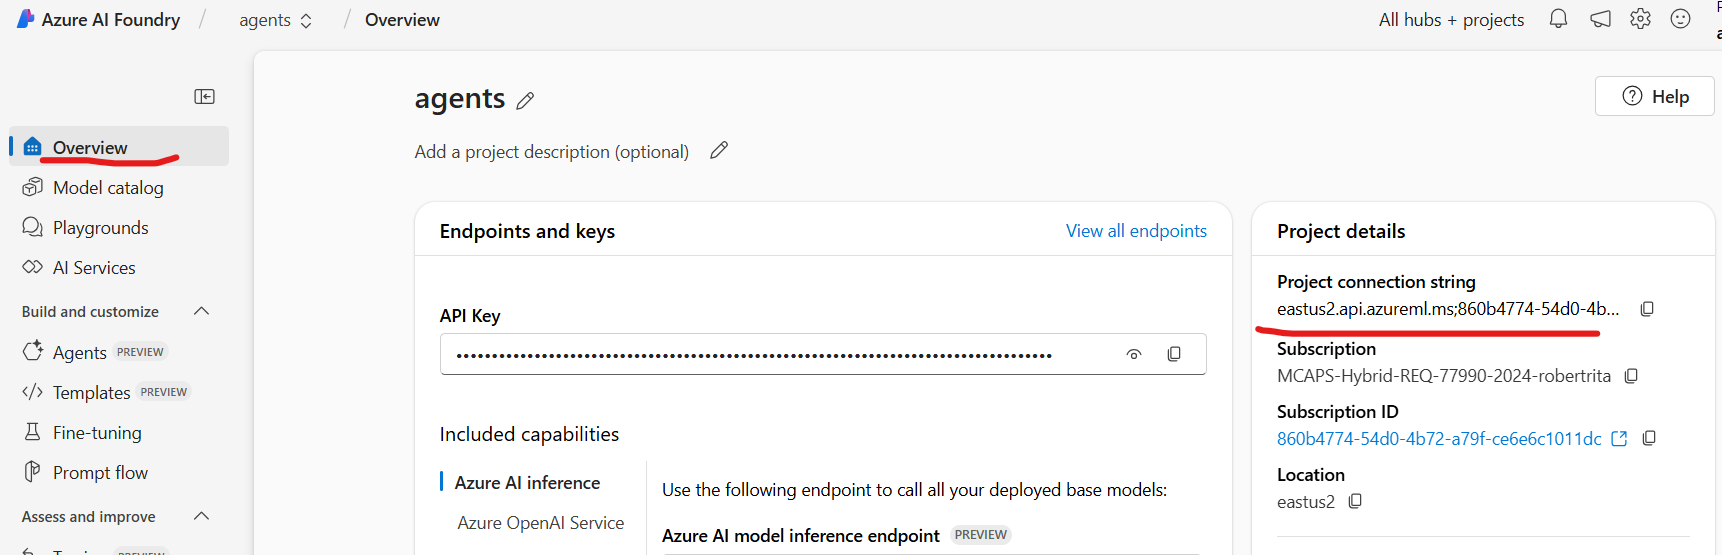 Azure AI Foundry / agents / Overview
All hubs + projects
agents
Help
Add a project description (optional)
Overview
Model catalog
Playgrounds
AI Services
Build and customize
Agents PREVIEW
Templates PREVIEW
Fine-tuning
Prompt flow
Assess and improve
PREVIEW
Endpoints and keys
View all endpoints
API Key
••••••••••••••••••••••••••••••••••••••••••••••••••••••••••••••••••••••••••••••••••••
Included capabilities
Azure AI inference
Azure OpenAI Service
Use the following endpoint to call all your deployed base models:
Azure AI model inference endpoint PREVIEW
Project details
Project connection string
eastus2.api.azureml.ms;860b4774-54d0-4b...
Subscription
MCAPS-Hybrid-REQ-77990-2024-robertrita
Subscription ID
860b4774-54d0-4b72-a79f-ce6e6c1011dc
Location
eastus2